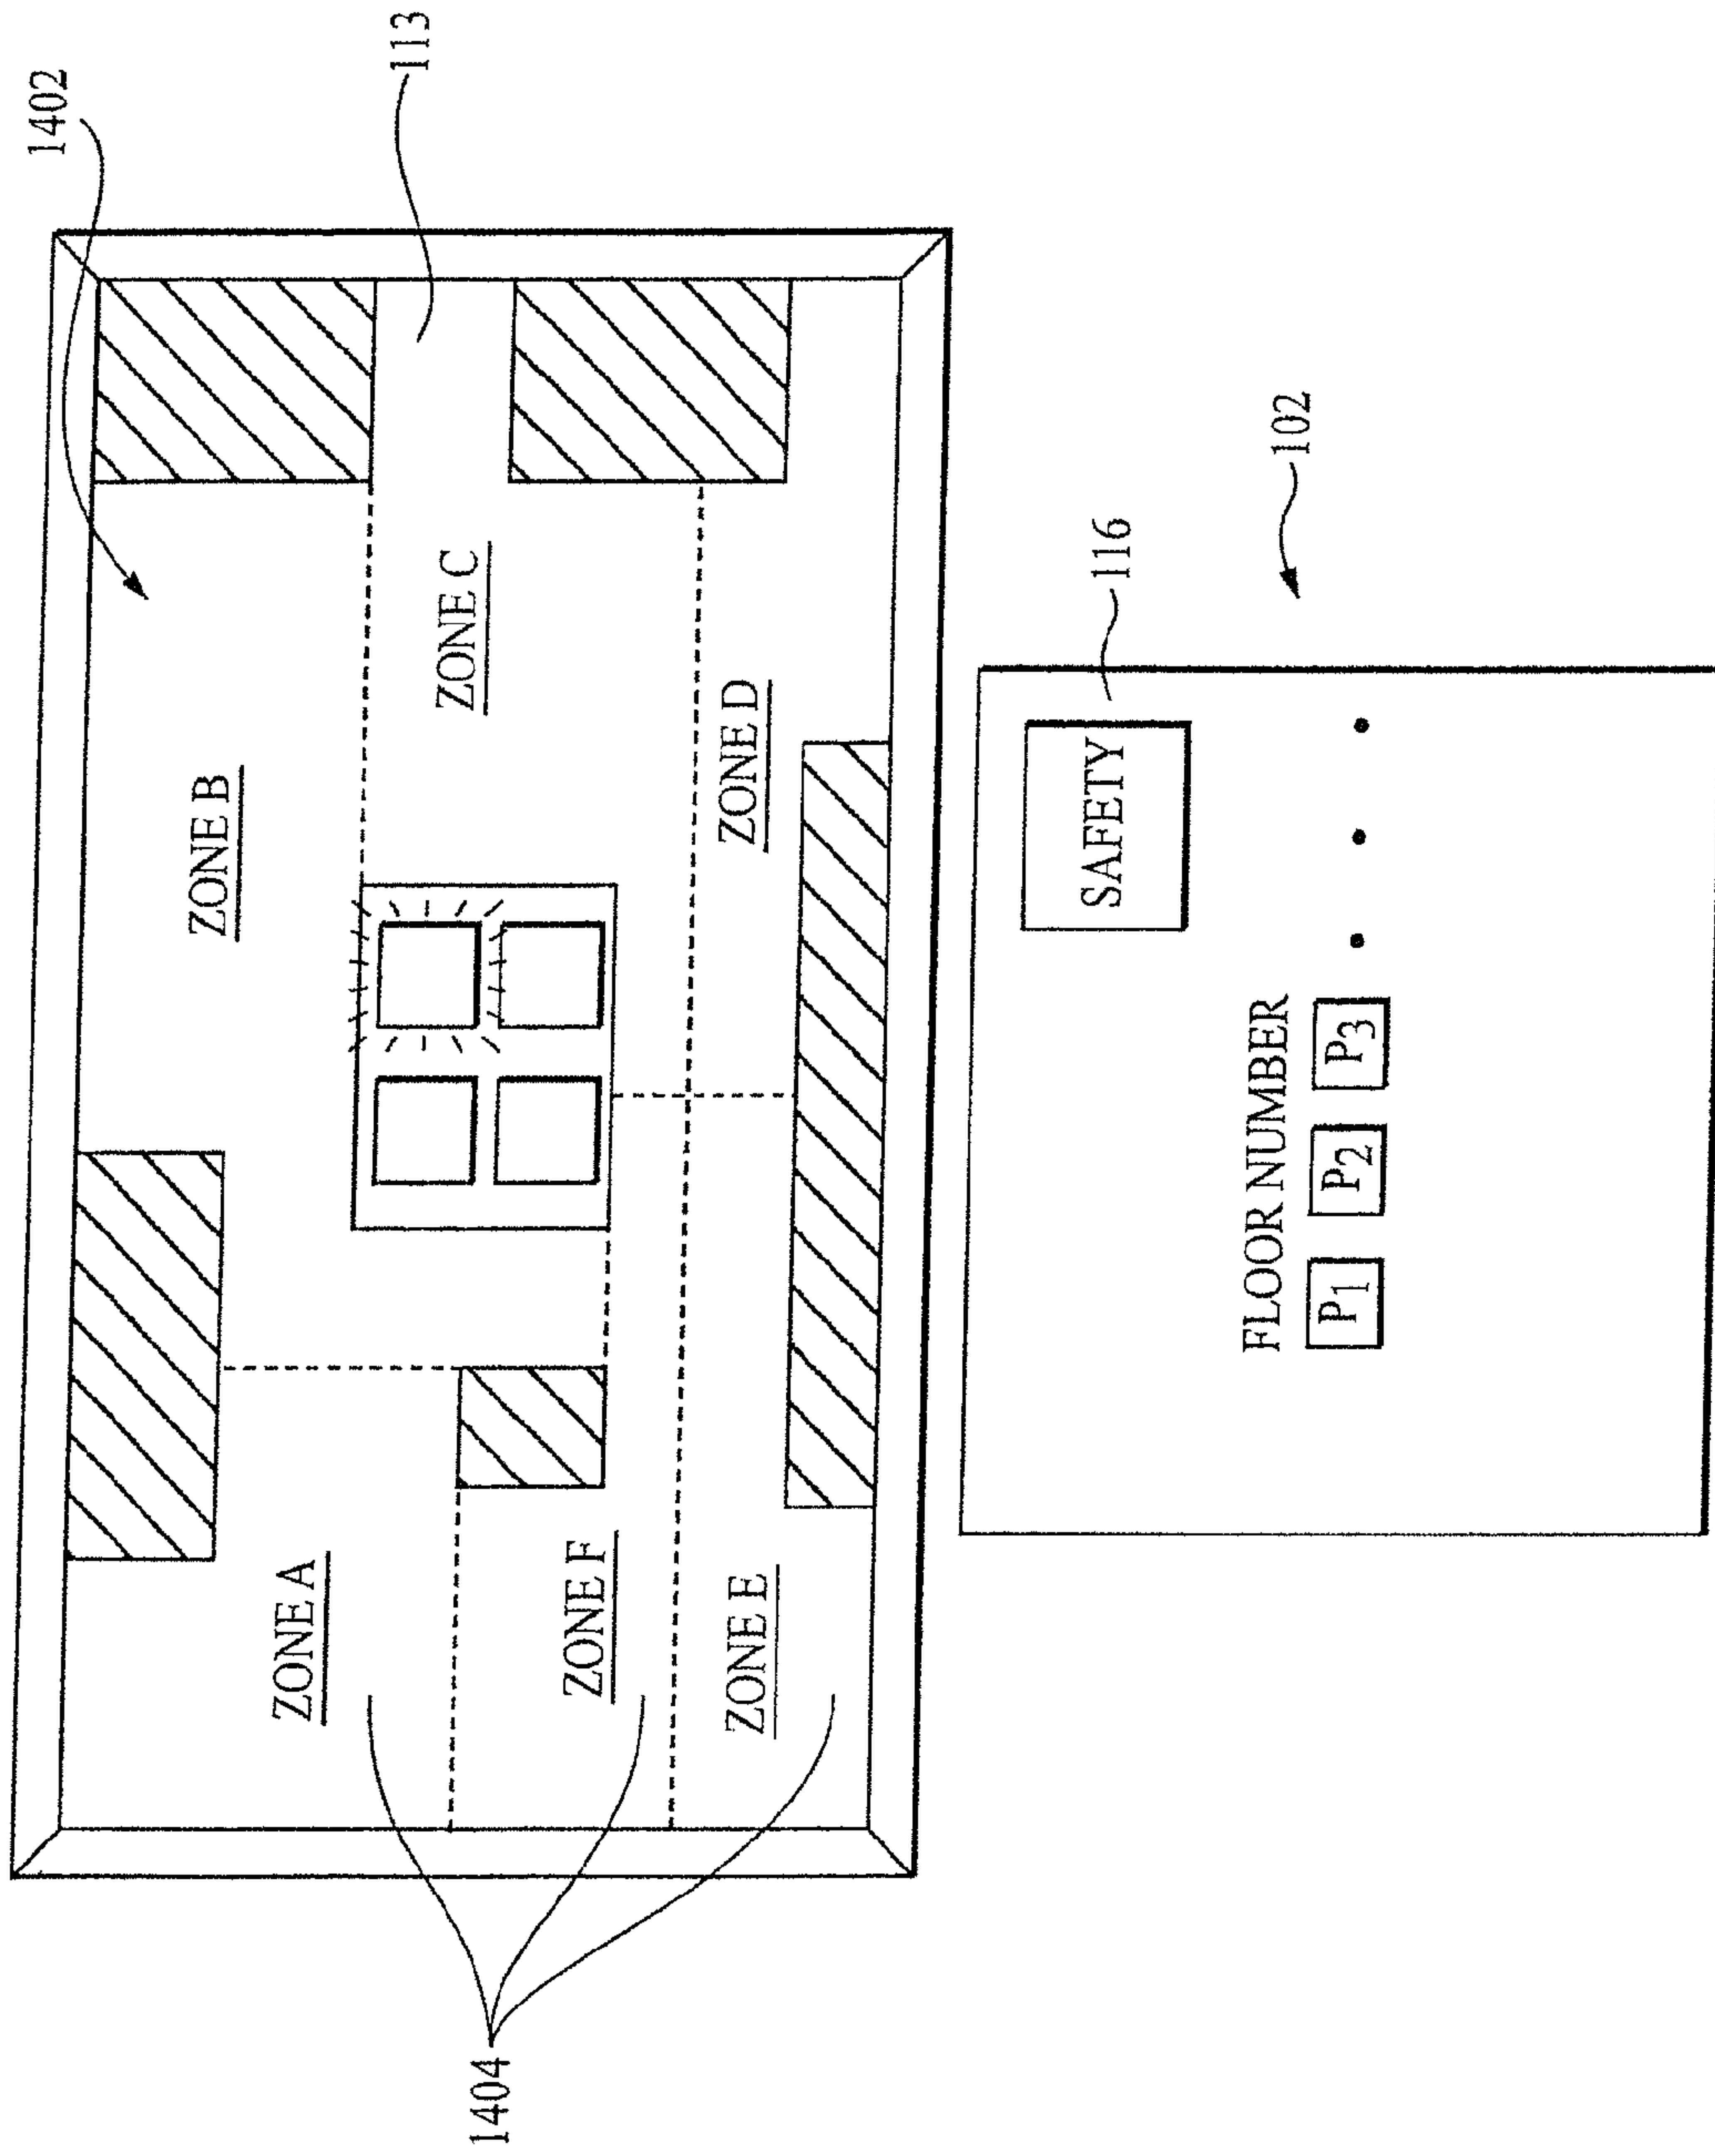 1402
113
ZONE B
ZONE A
ZONE C
ZONE F
ZONE D
ZONE E
1404
SAFETY
116
FLOOR NUMBER
102
P1 P2 P3 • • •